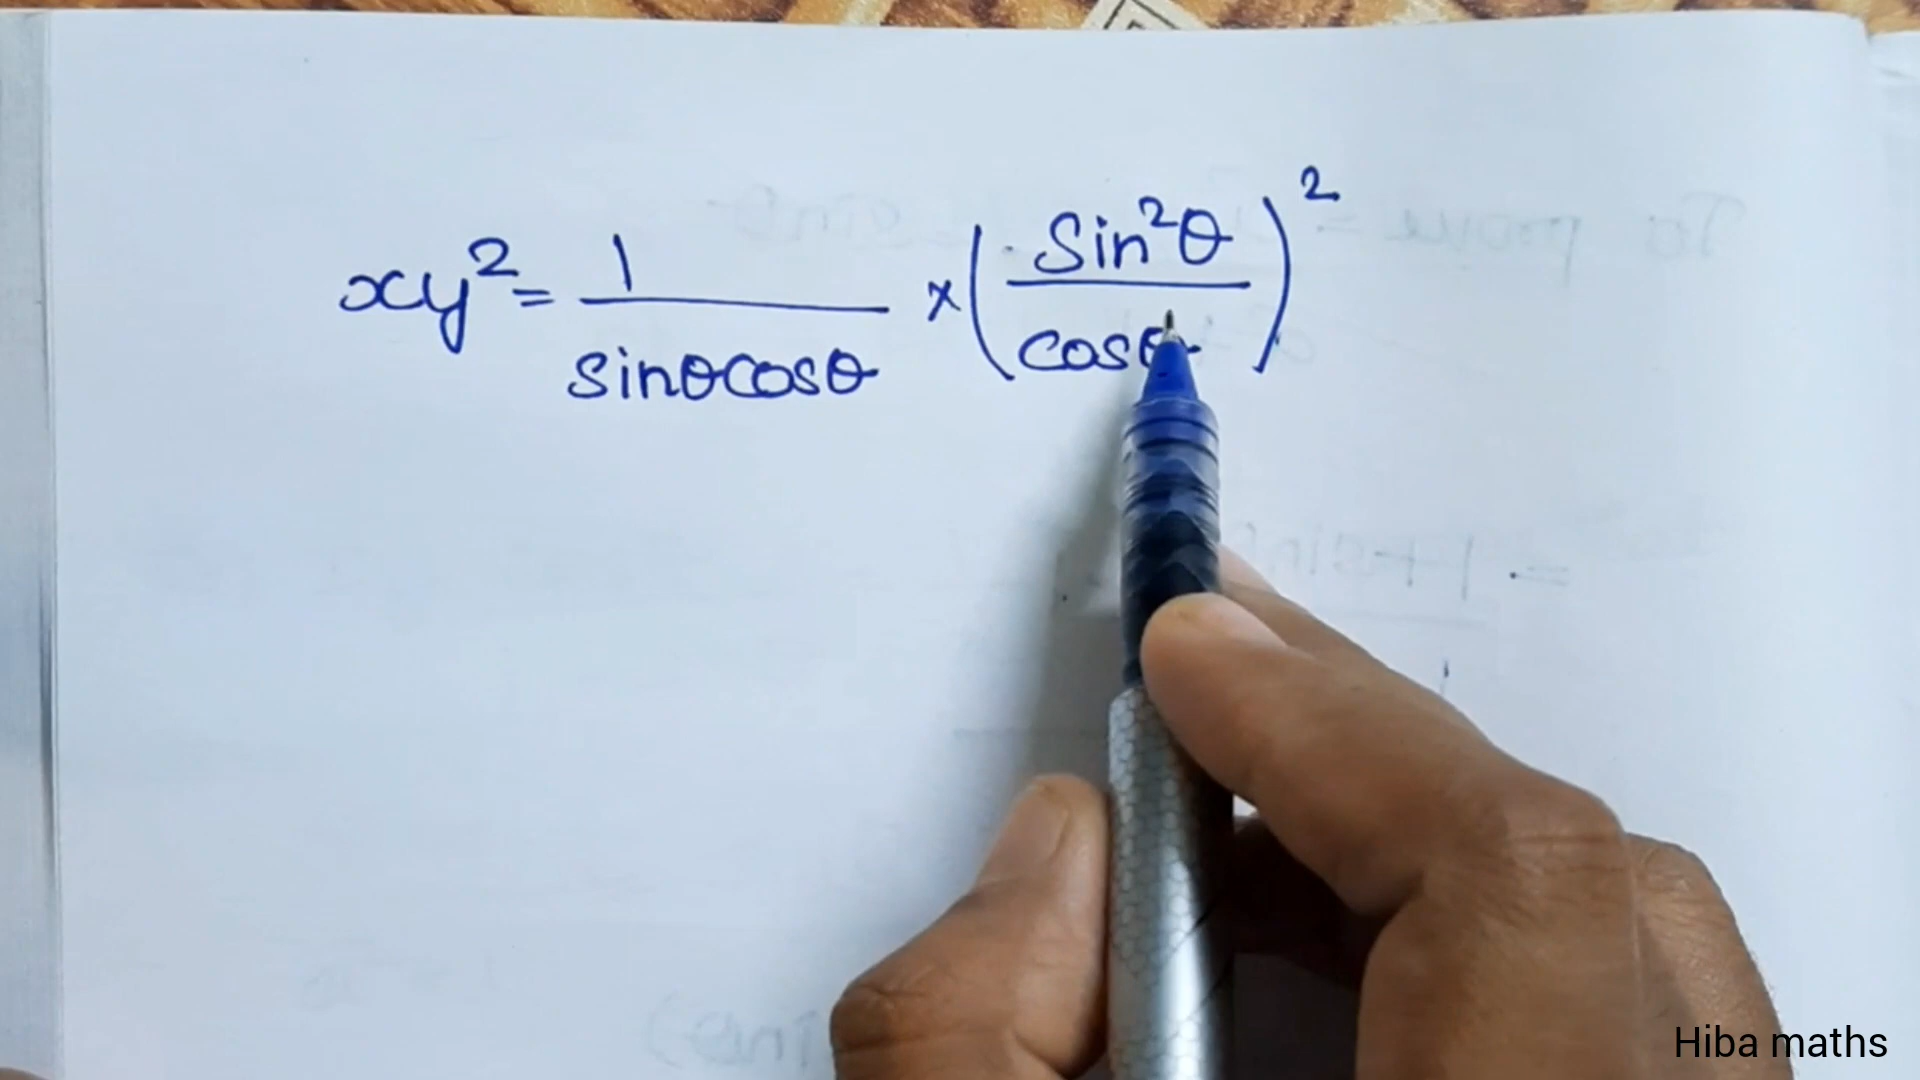 xy² = 1/(sinθcosθ) × (Sin²θ/cosθ)²
Hiba maths